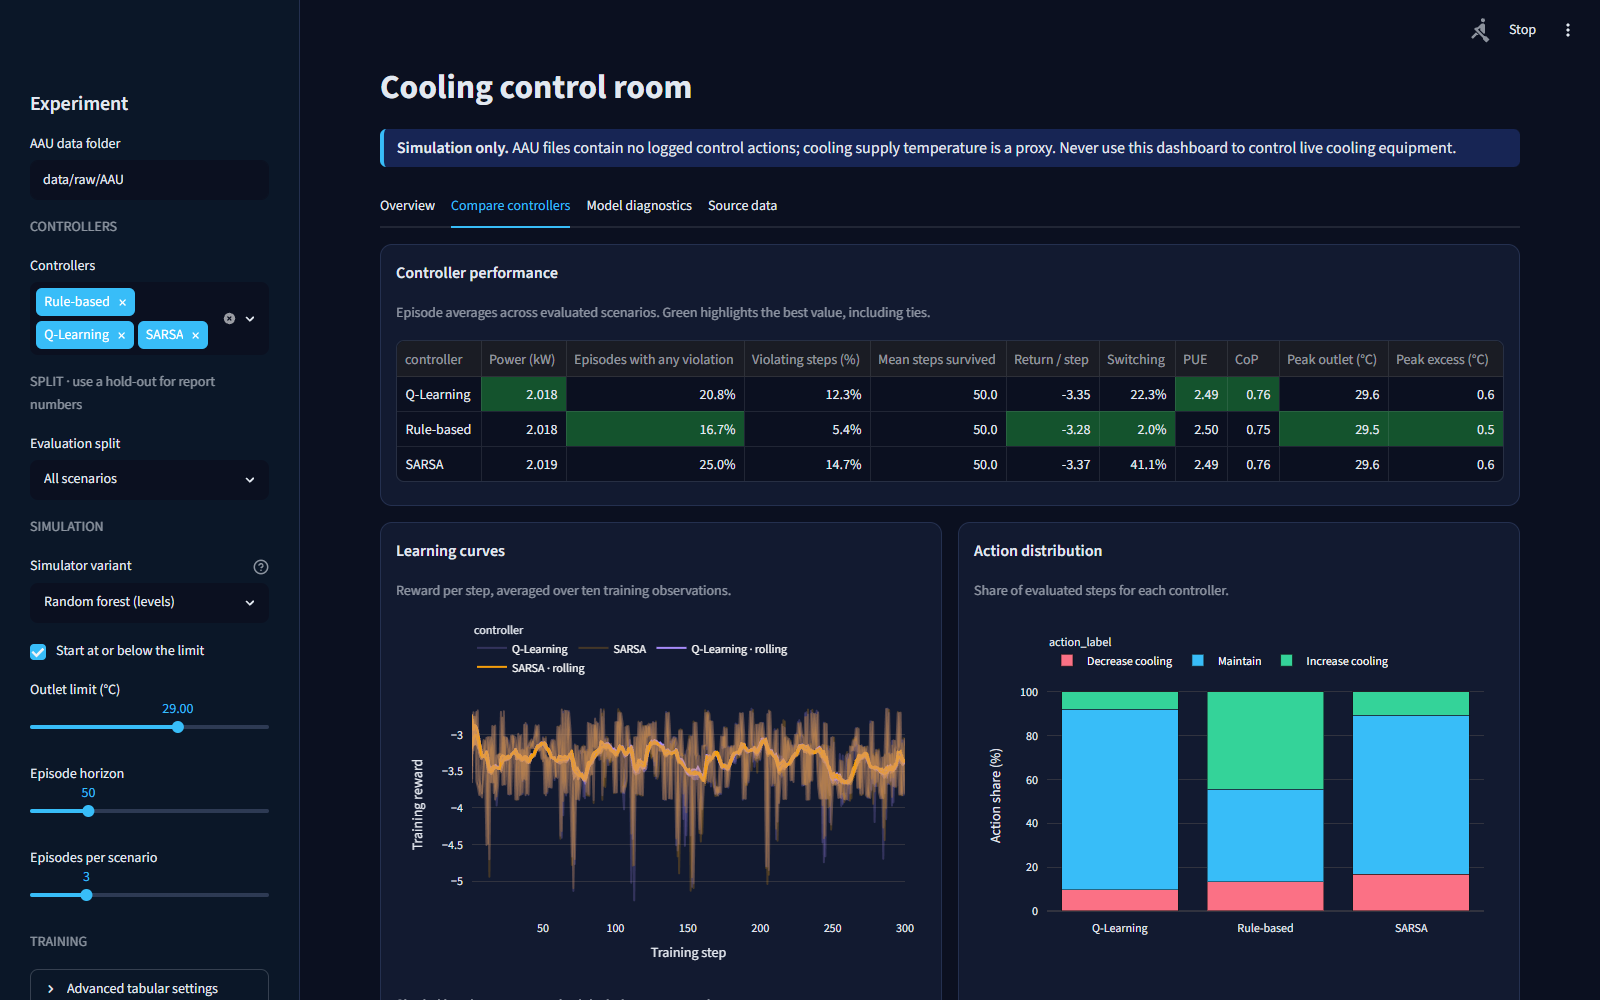 Stop
Experiment
AAU data folder
data/raw/AAU
CONTROLLERS
Controllers
Rule-based ×
Q-Learning × SARSA ×
SPLIT · use a hold-out for report
numbers
Evaluation split
All scenarios
SIMULATION
Simulator variant
Random forest (levels)
Start at or below the limit
Outlet limit (°C)
29.00
Episode horizon
50
Episodes per scenario
3
TRAINING
Advanced tabular settings
Cooling control room
Simulation only. AAU files contain no logged control actions; cooling supply temperature is a proxy. Never use this dashboard to control live cooling equipment.
Overview Compare controllers Model diagnostics Source data
Controller performance
Episode averages across evaluated scenarios. Green highlights the best value, including ties.
controller Power (kW) Episodes with any violation Violating steps (%) Mean steps survived Return / step Switching PUE CoP Peak outlet (°C) Peak excess (°C)
Q-Learning 2.018 20.8% 12.3% 50.0 -3.35 22.3% 2.49 0.76 29.6 0.6
Rule-based 2.018 16.7% 5.4% 50.0 -3.28 2.0% 2.50 0.75 29.5 0.5
SARSA 2.019 25.0% 14.7% 50.0 -3.37 41.1% 2.49 0.76 29.6 0.6
Learning curves
Reward per step, averaged over ten training observations.
controller
Q-Learning SARSA Q-Learning · rolling
SARSA · rolling
Training reward
−3
−3.5
−4
−4.5
−5
50 100 150 200 250 300
Training step
Action distribution
Share of evaluated steps for each controller.
action_label
Decrease cooling Maintain Increase cooling
Action share (%)
100
80
60
40
20
0
Q-Learning Rule-based SARSA